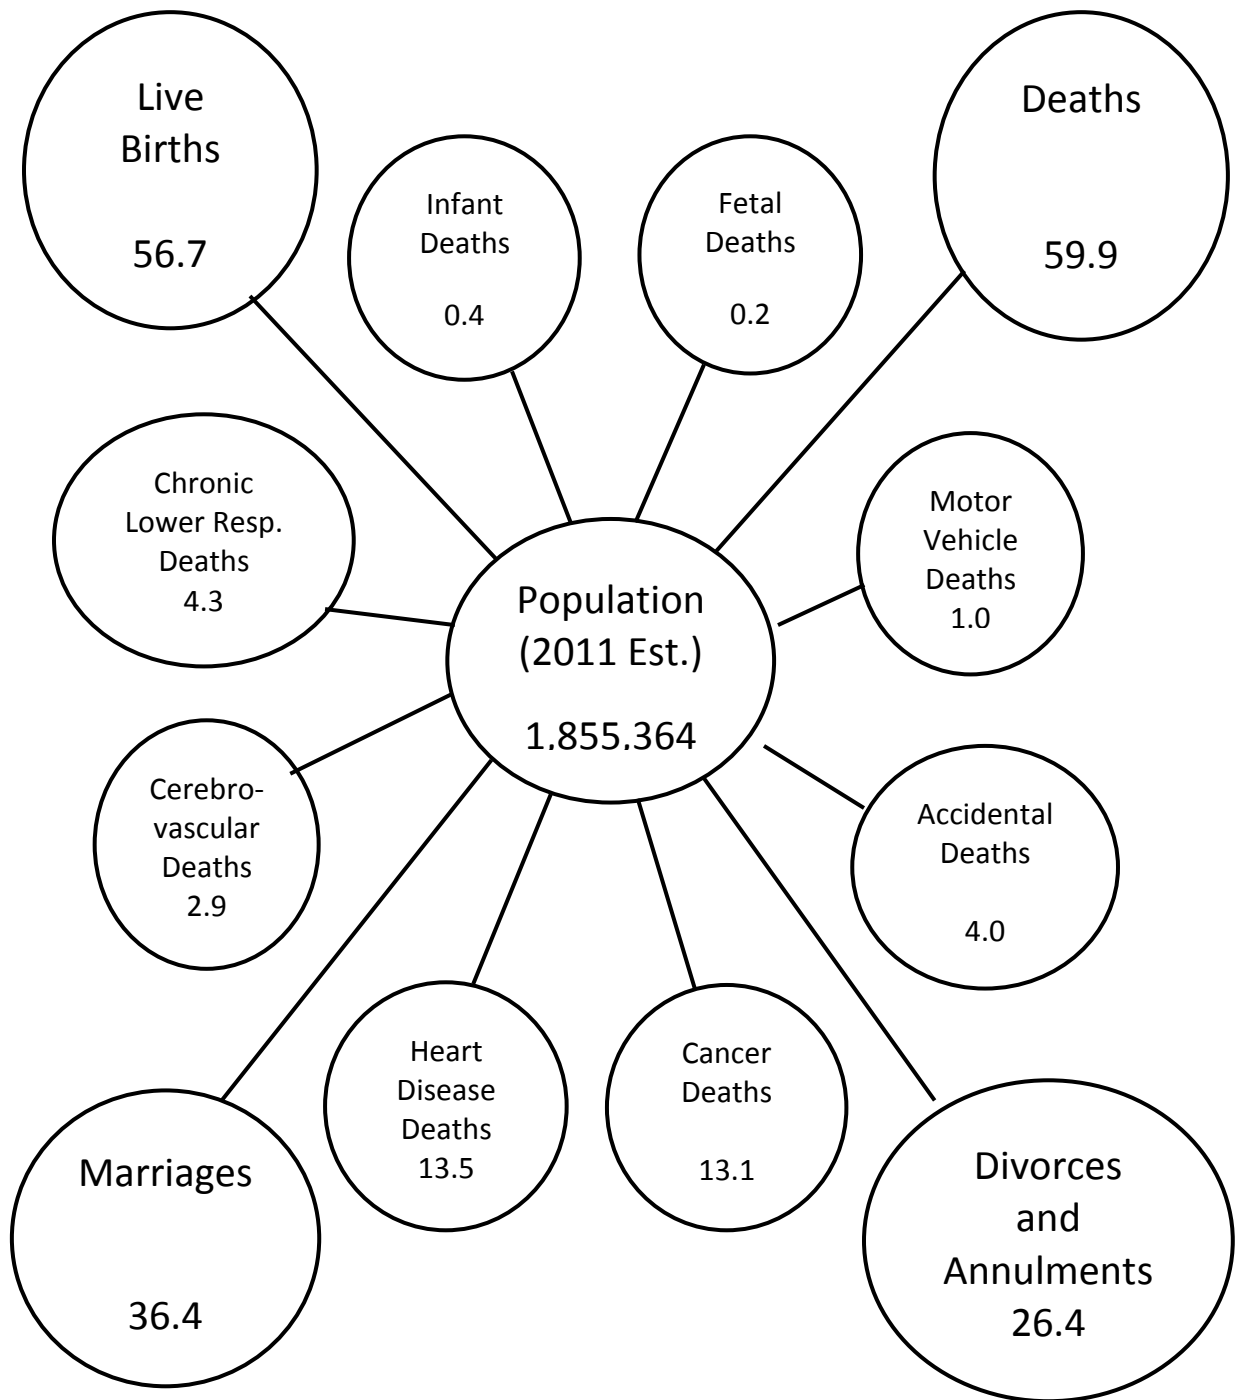 Live
Births
56.7
Infant
Deaths
0.4
Fetal
Deaths
0.2
Deaths
59.9
Chronic
Lower Resp.
Deaths
4.3
Motor
Vehicle
Deaths
1.0
Population
(2011 Est.)
1,855,364
Cerebro-
vascular
Deaths
2.9
Accidental
Deaths
4.0
Marriages
36.4
Heart
Disease
Deaths
13.5
Cancer
Deaths
13.1
Divorces
and
Annulments
26.4